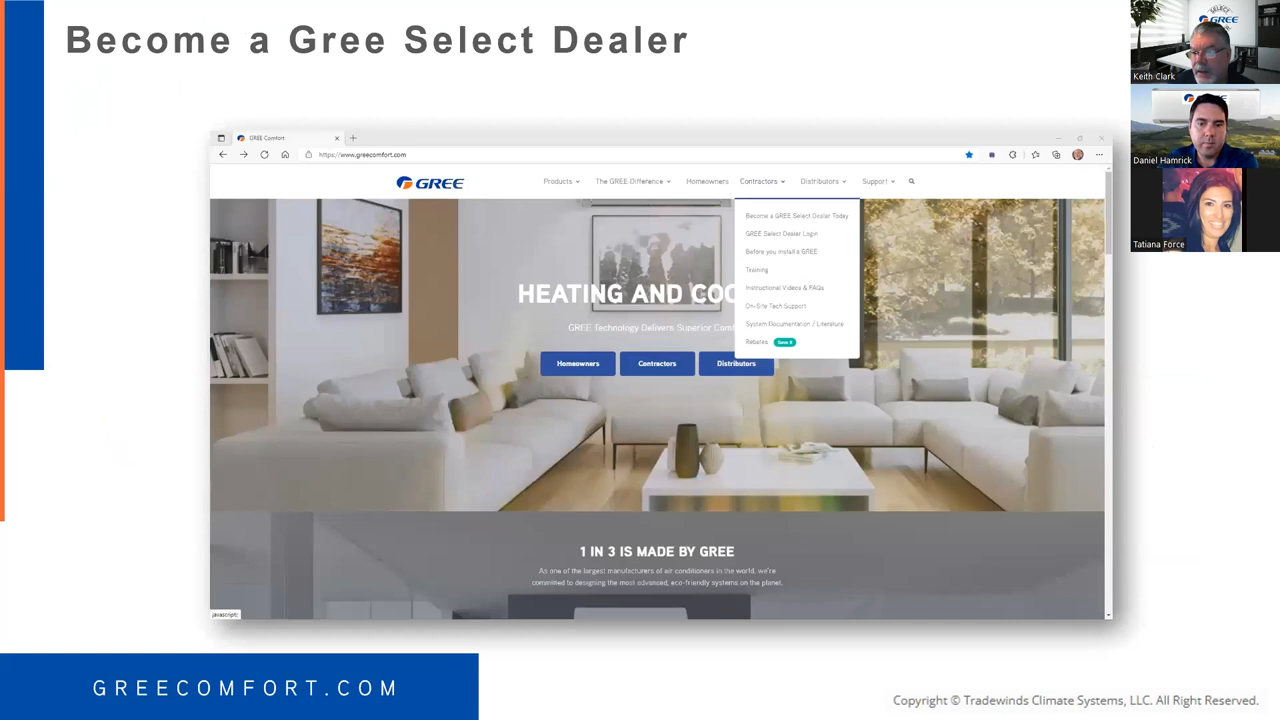 Become a Gree Select Dealer
GREE Comfort
https://www.greecomfort.com
GREE
Products
The GREE Difference
Homeowners
Contractors
Distributors
Support
Become a GREE Select Dealer Today
GREE Select Dealer Login
Before you install a GREE
Training
Instructional Videos & FAQs
On-Site Tech Support
System Documentation / Literature
Rebates
HEATING AND COO
GREE Technology Delivers Superior Comf
Homeowners
Contractors
Distributors
1 IN 3 IS MADE BY GREE
As one of the largest manufacturers of air conditioners in the world, we're
committed to designing the most advanced, eco-friendly systems on the planet.
javascript:
GREECOMFORT.COM
Copyright © Tradewinds Climate Systems, LLC. All Right Reserved.
SELECT
GREE
Keith Clark
Daniel Hamrick
Tatiana Force